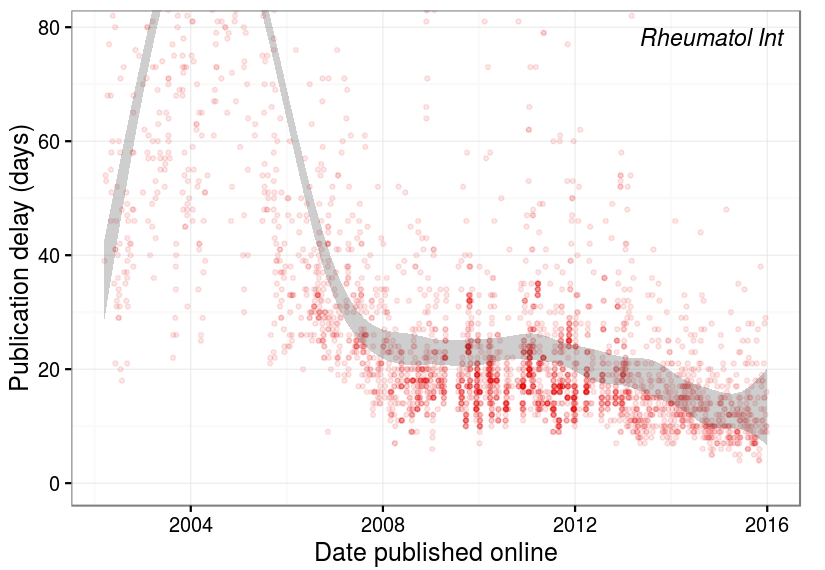 Rheumatol Int
Publication delay (days)
80
60
40
20
0
2004 2008 2012 2016
Date published online